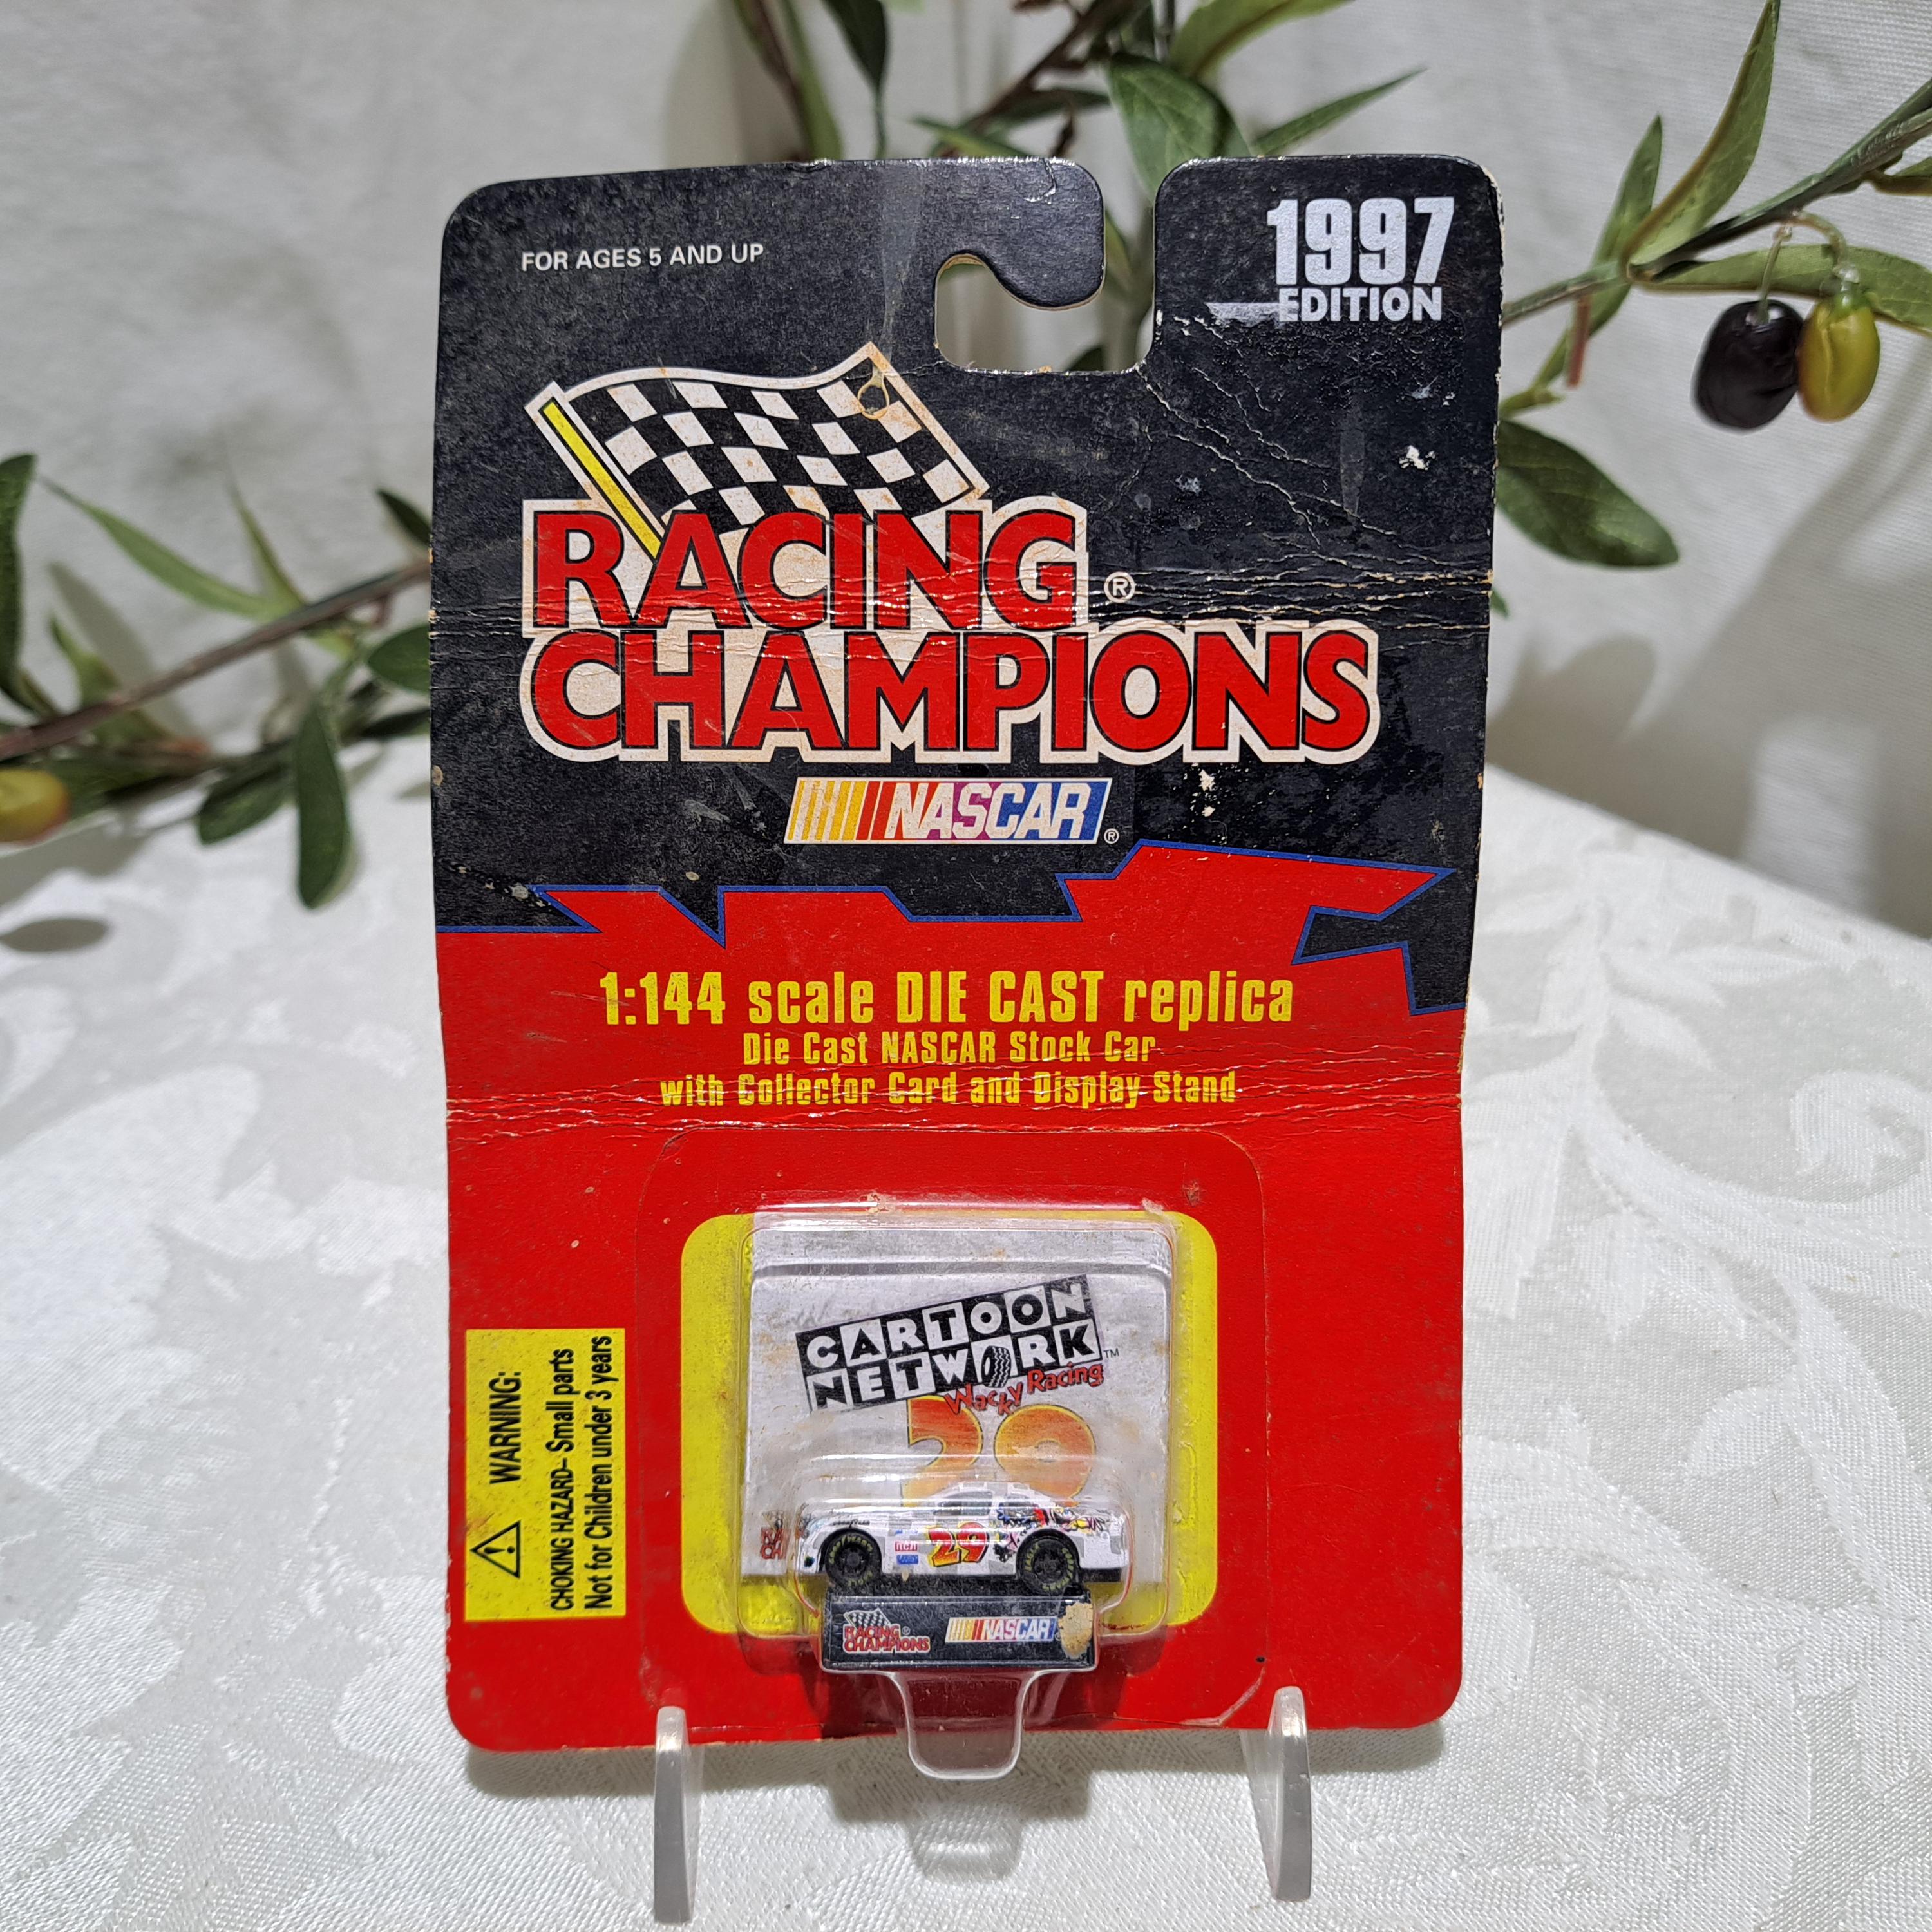 FOR AGES 5 AND UP
1997
EDITION
RACING ®
CHAMPIONS
NASCAR ®
1:144 scale DIE CAST replica
Die Cast NASCAR Stock Car
with Collector Card and Display Stand
WARNING:
CHOKING HAZARD– Small parts
Not for Children under 3 years
CARTOON
NETWORK ™
Wacky Racing
29
RCA
29
RACING ®
CHAMPIONS
NASCAR